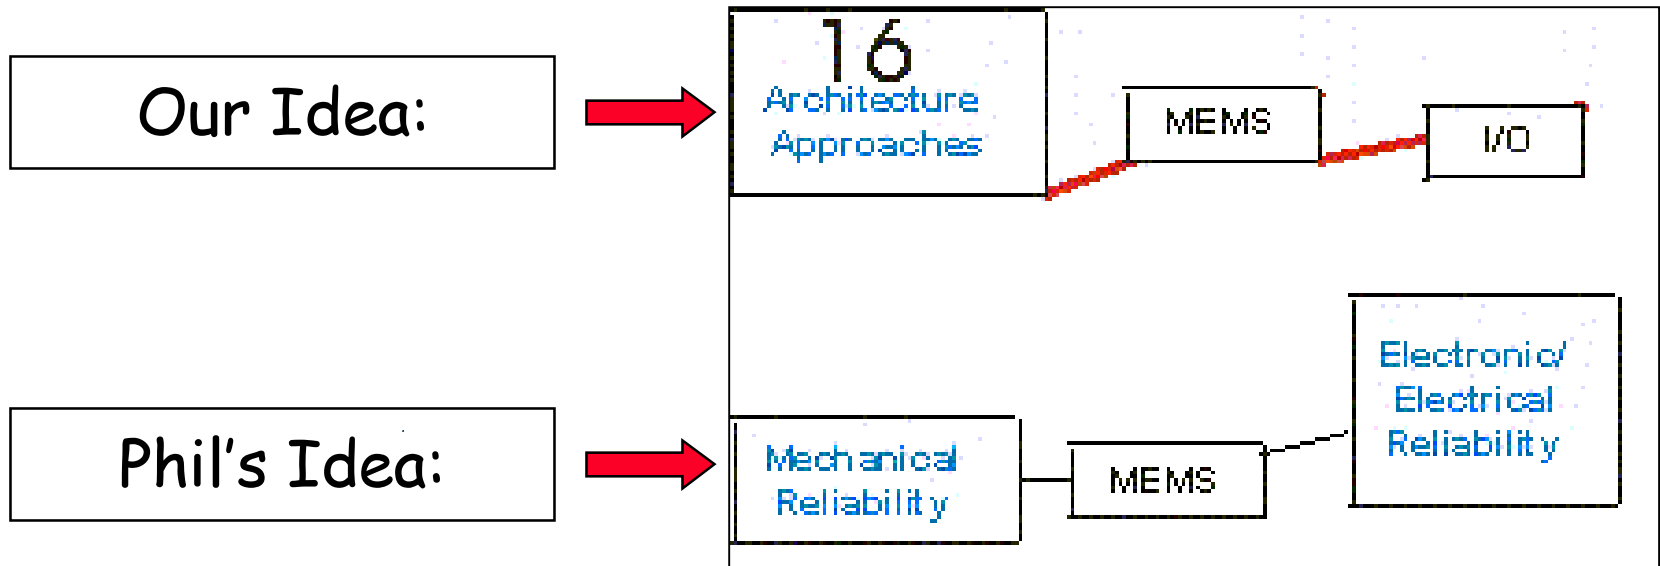 Our Idea:
16
Architecture
Approaches
MEMS
I/O
Phil's Idea:
Mechanical
Reliability
MEMS
Electronic/
Electrical
Reliability